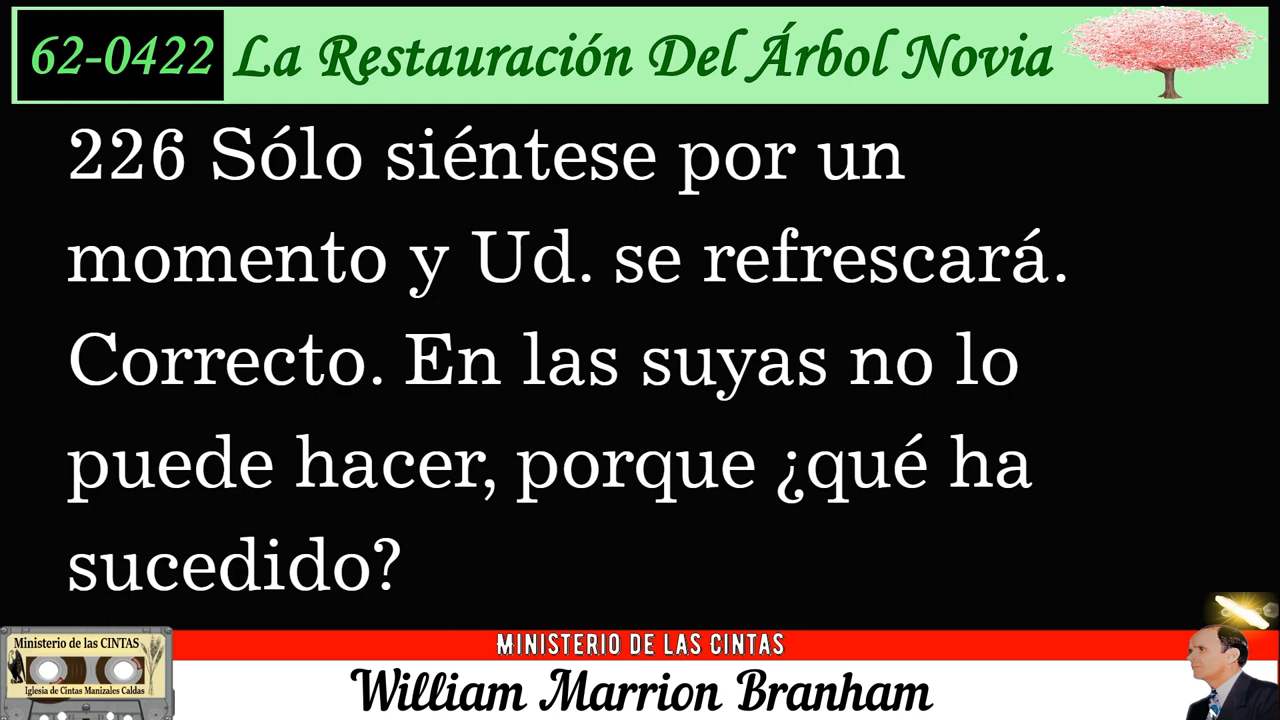 62-0422 La Restauración Del Árbol Novia
226 Sólo siéntese por un
momento y Ud. se refrescará.
Correcto. En las suyas no lo
puede hacer, porque ¿qué ha
sucedido?
Ministerio de las CINTAS
Iglesia de Cintas Manizales Caldas
MINISTERIO DE LAS CINTAS
William Marrion Branham